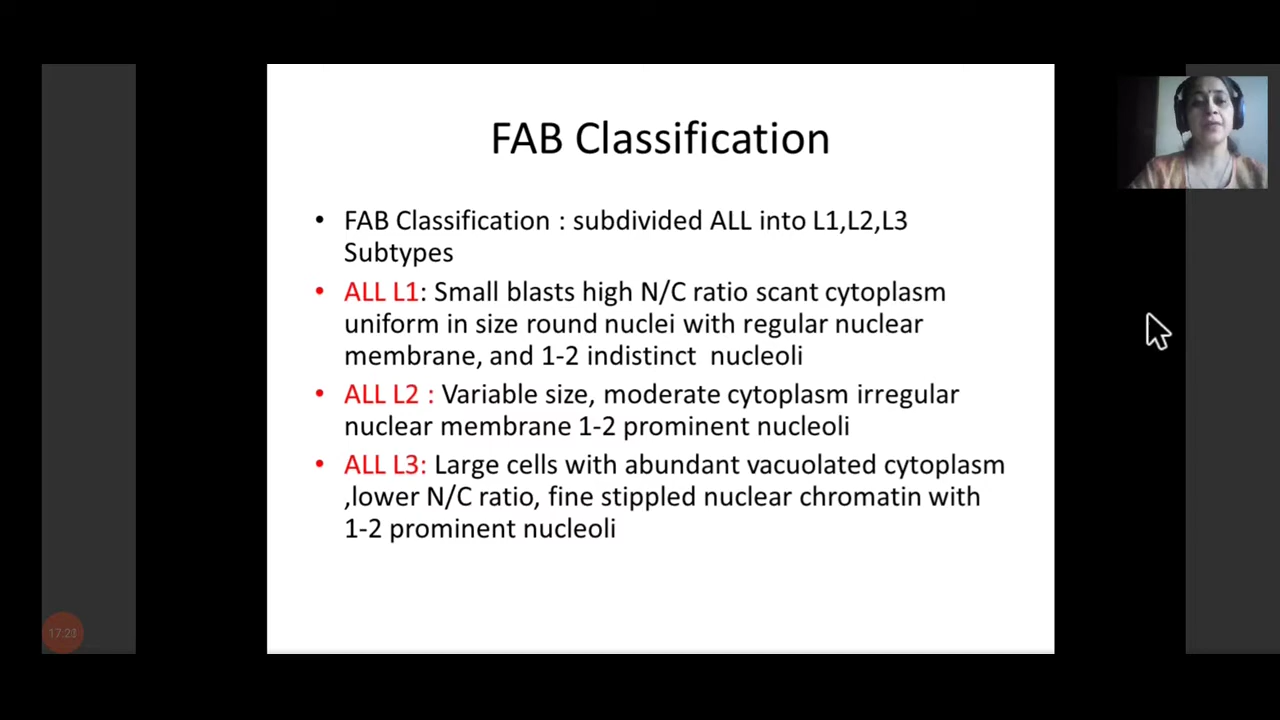 FAB Classification
• FAB Classification : subdivided ALL into L1,L2,L3
Subtypes
• ALL L1: Small blasts high N/C ratio scant cytoplasm
uniform in size round nuclei with regular nuclear
membrane, and 1-2 indistinct nucleoli
• ALL L2 : Variable size, moderate cytoplasm irregular
nuclear membrane 1-2 prominent nucleoli
• ALL L3: Large cells with abundant vacuolated cytoplasm
,lower N/C ratio, fine stippled nuclear chromatin with
1-2 prominent nucleoli